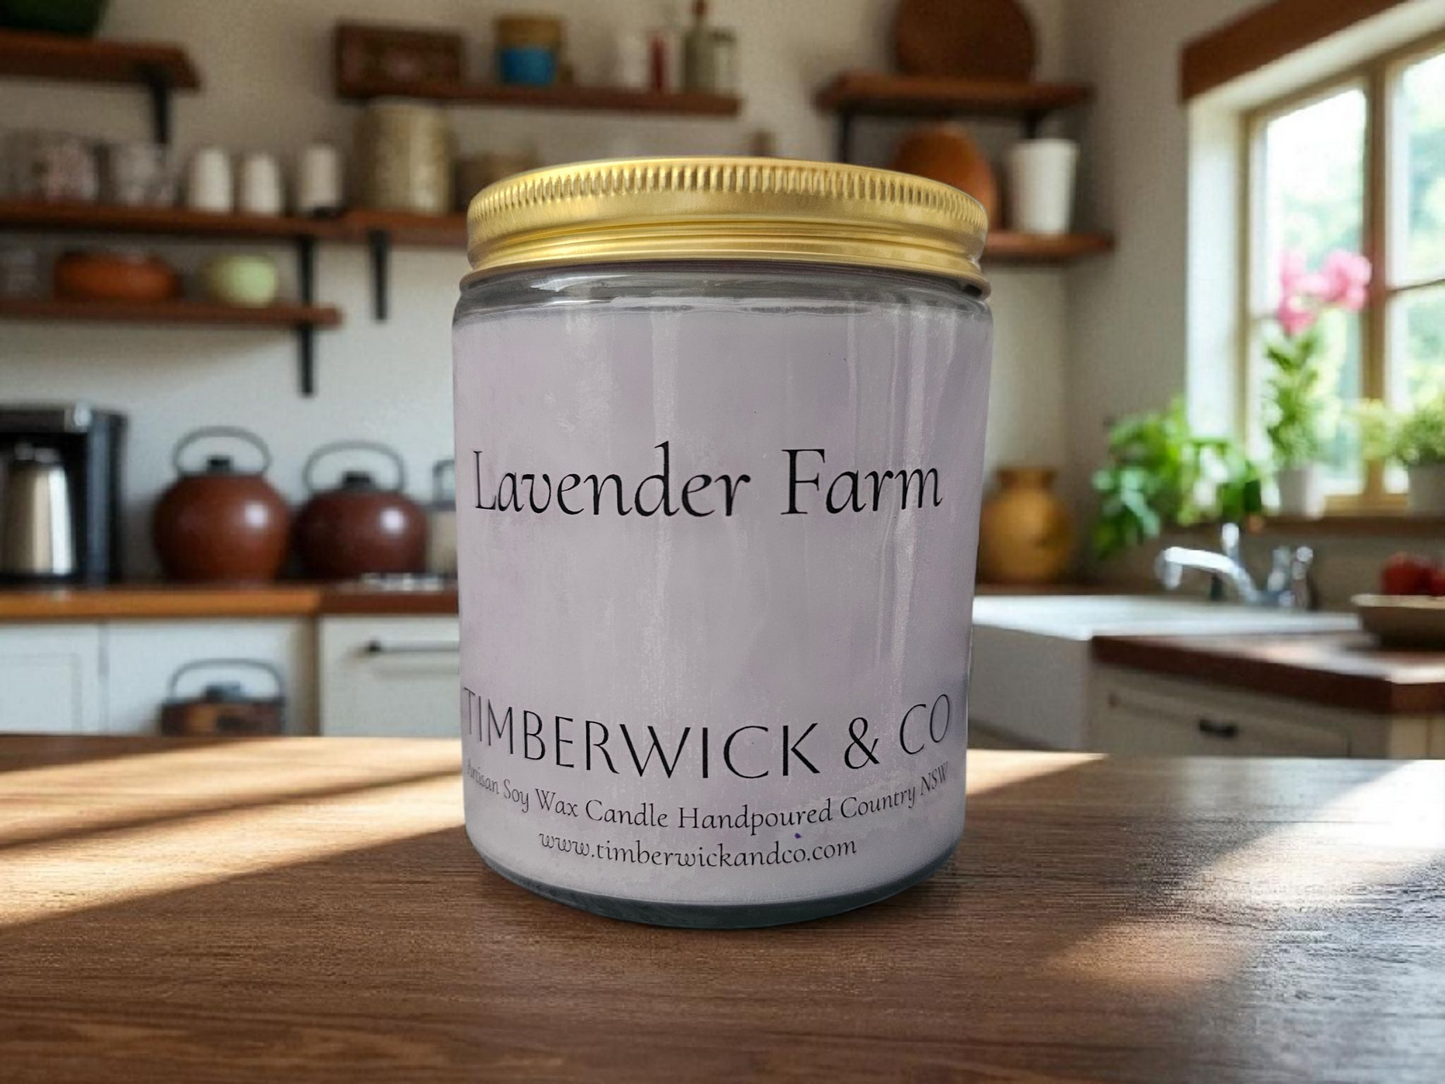 Lavender Farm
TIMBERWICK & CO
Artisan Soy Wax Candle Handpoured Country NSW
www.timberwickandco.com